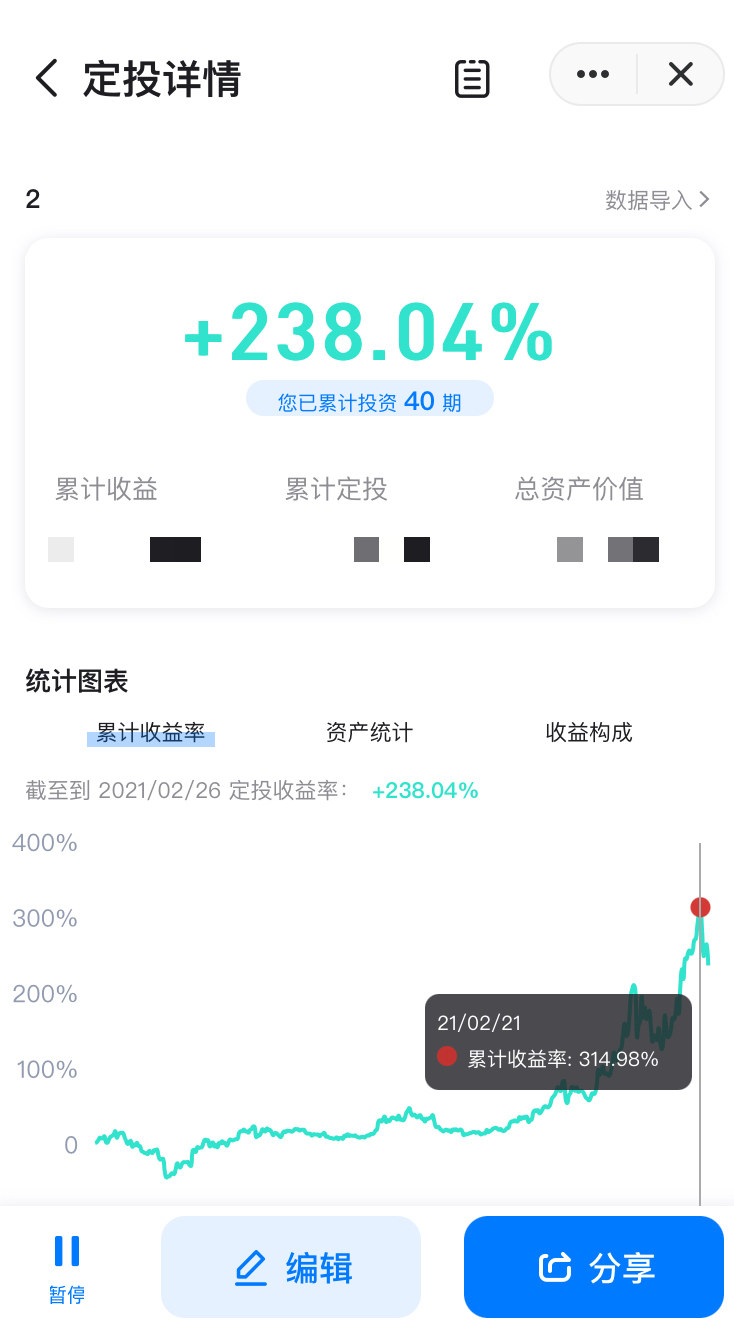 定投详情
2
数据导入
+238.04%
您已累计投资 40 期
累计收益 累计定投 总资产价值
统计图表
累计收益率 资产统计 收益构成
截至到 2021/02/26 定投收益率: +238.04%
400%
300%
200%
21/02/21
累计收益率: 314.98%
100%
0
暂停
编辑
分享